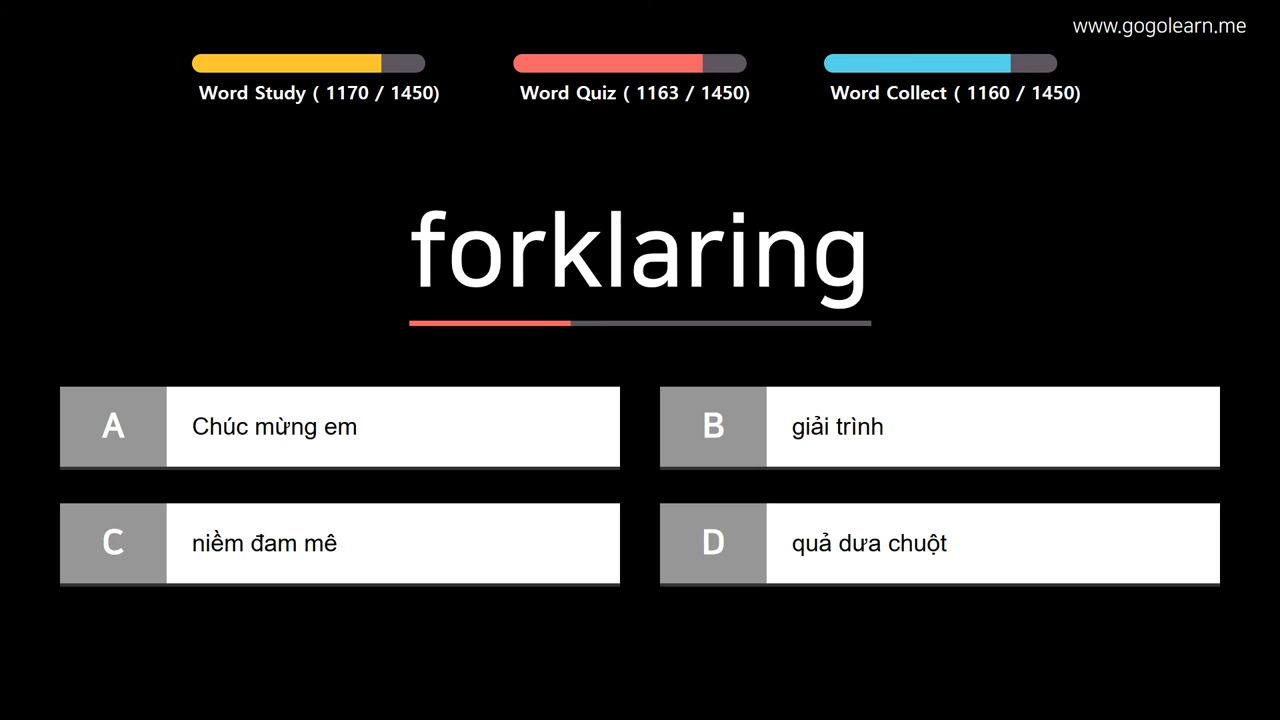 www.gogolearn.me
Word Study ( 1170 / 1450)
Word Quiz ( 1163 / 1450)
Word Collect ( 1160 / 1450)
forklaring
A
Chúc mừng em
B
giải trình
C
niềm đam mê
D
quả dưa chuột